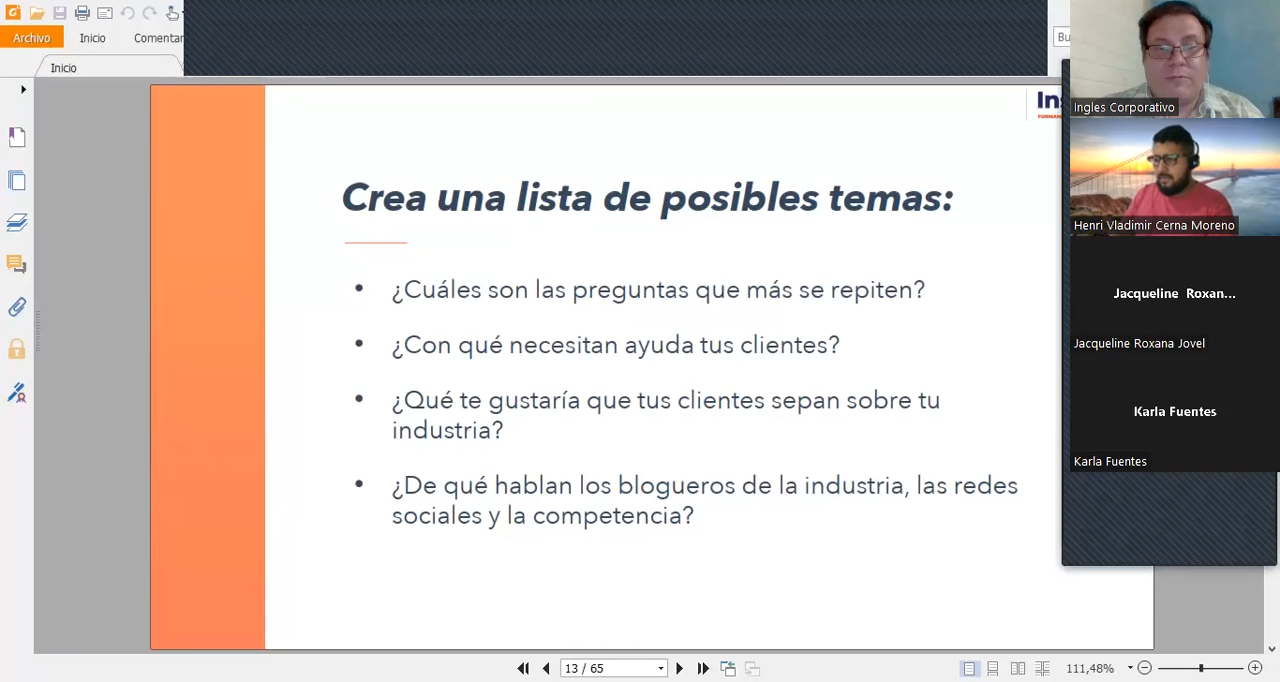 Archivo
Inicio
Comentar
Inicio
Bu
Ins
Crea una lista de posibles temas:
• ¿Cuáles son las preguntas que más se repiten?
• ¿Con qué necesitan ayuda tus clientes?
• ¿Qué te gustaría que tus clientes sepan sobre tu
industria?
• ¿De qué hablan los blogueros de la industria, las redes
sociales y la competencia?
Ingles Corporativo
Henri Vladimir Cerna Moreno
Jacqueline Roxan...
Jacqueline Roxana Jovel
Karla Fuentes
Karla Fuentes
13 / 65
111,48%